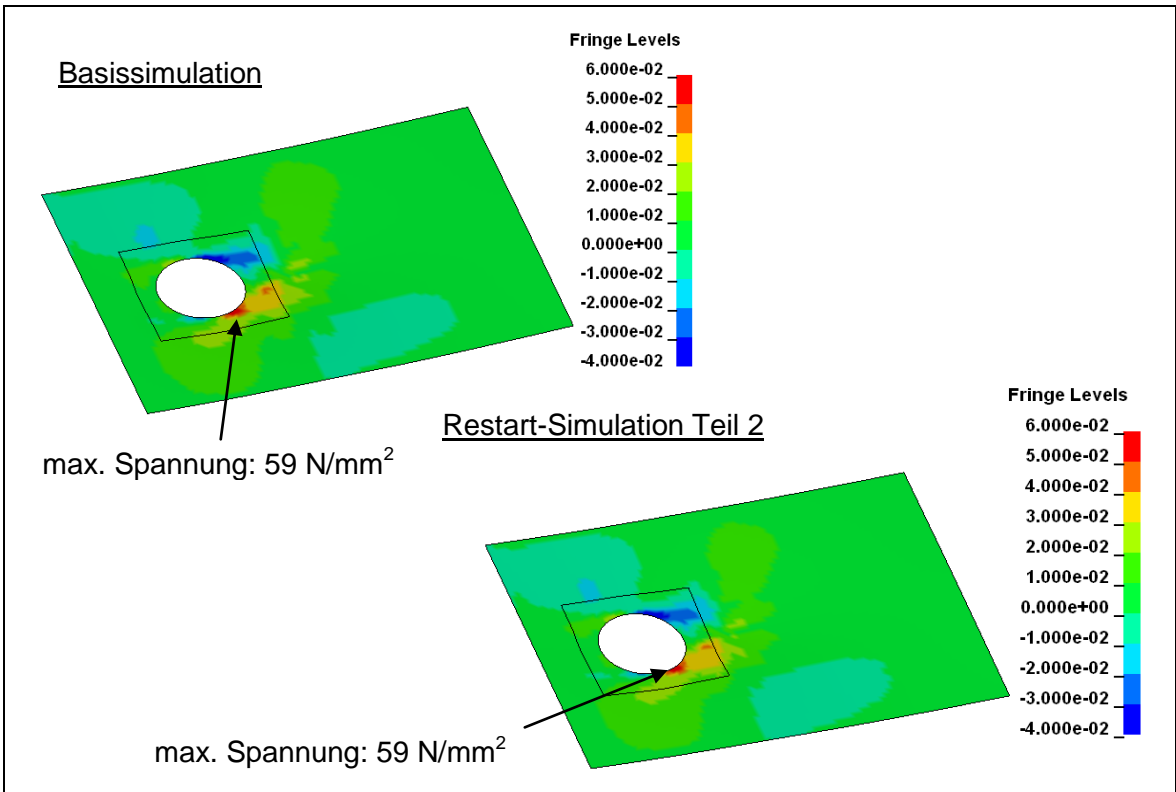 Basissimulation
Fringe Levels
6.000e-02
5.000e-02
4.000e-02
3.000e-02
2.000e-02
1.000e-02
0.000e+00
-1.000e-02
-2.000e-02
-3.000e-02
-4.000e-02
max. Spannung: 59 N/mm²
Restart-Simulation Teil 2
Fringe Levels
6.000e-02
5.000e-02
4.000e-02
3.000e-02
2.000e-02
1.000e-02
0.000e+00
-1.000e-02
-2.000e-02
-3.000e-02
-4.000e-02
max. Spannung: 59 N/mm²